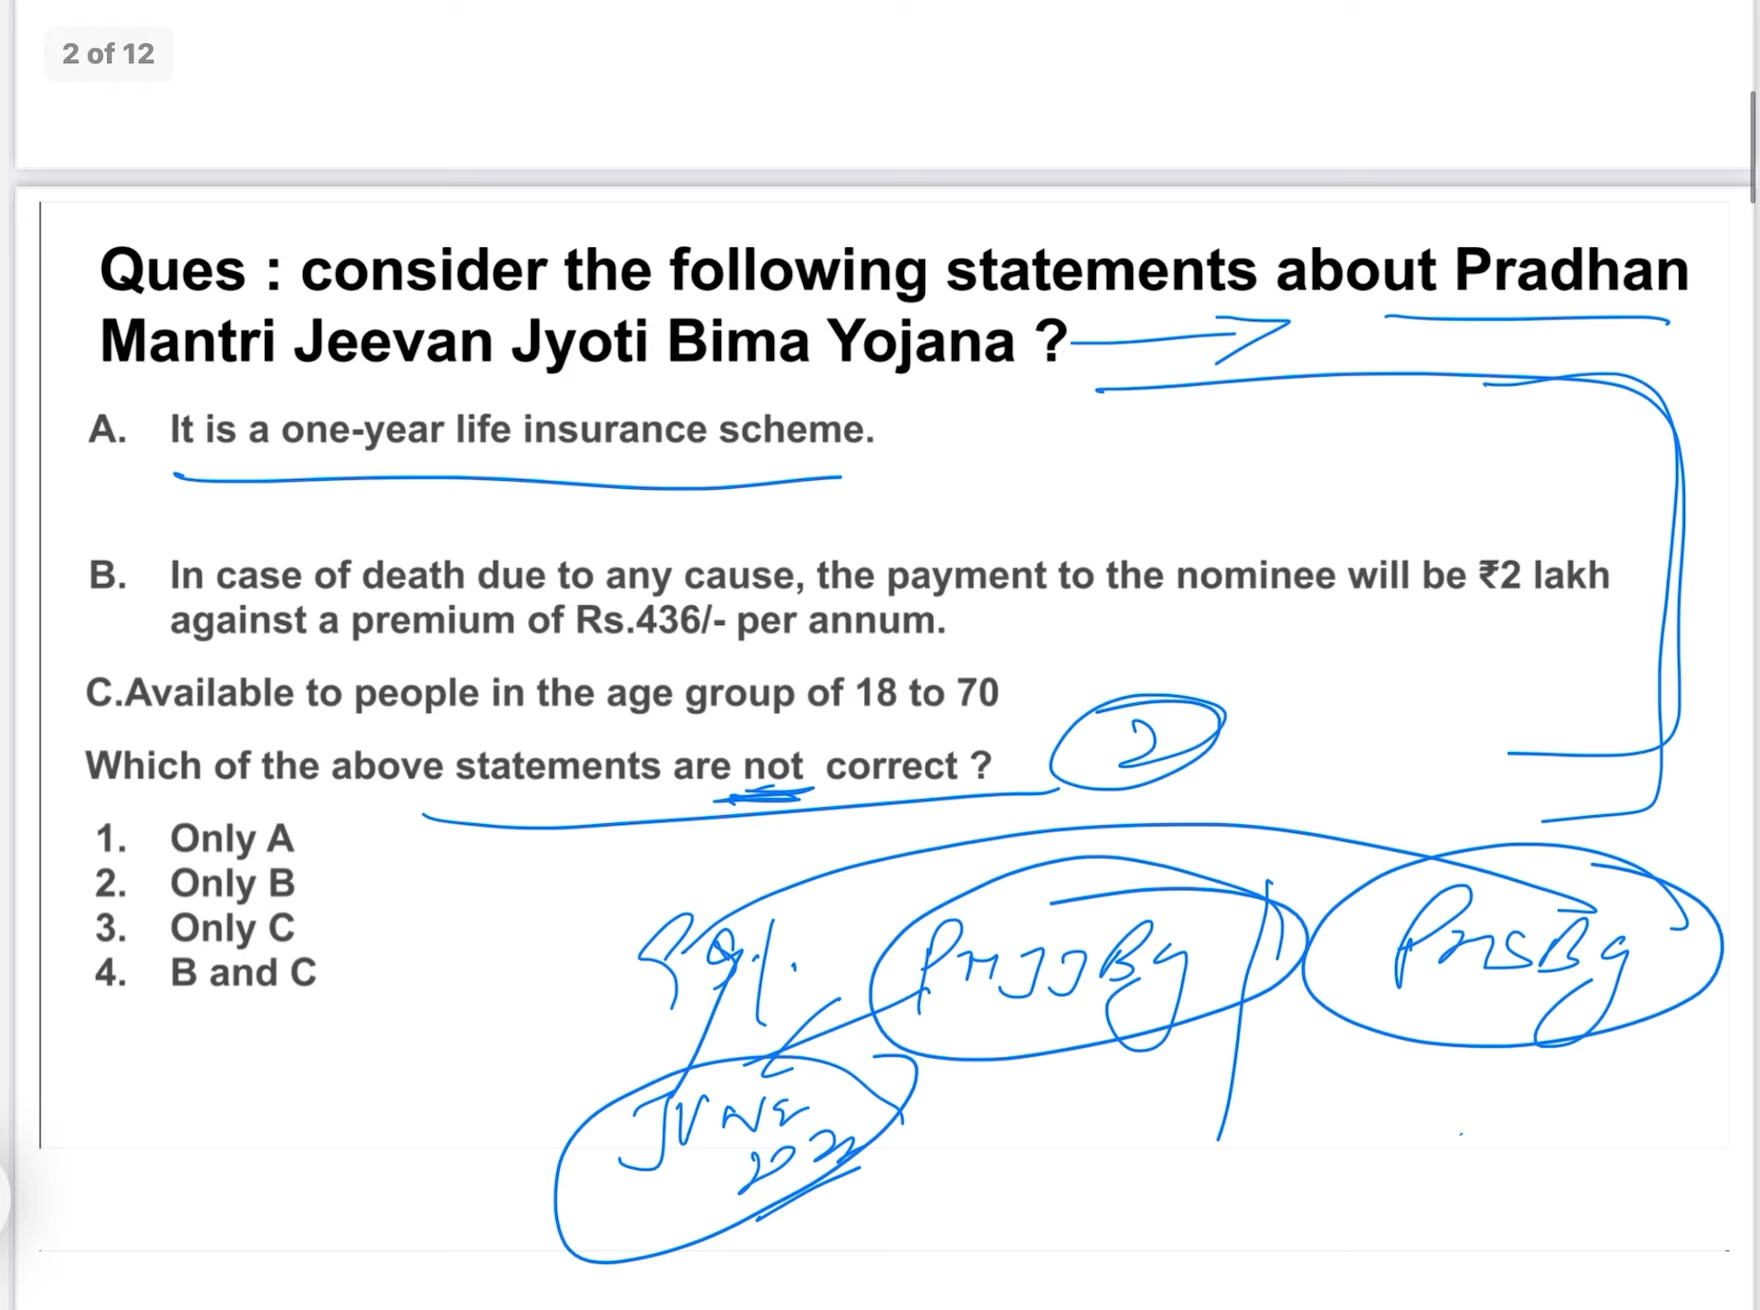 2 of 12
Ques : consider the following statements about Pradhan
Mantri Jeevan Jyoti Bima Yojana ?
A. It is a one-year life insurance scheme.
B. In case of death due to any cause, the payment to the nominee will be ₹2 lakh
against a premium of Rs.436/- per annum.
C.Available to people in the age group of 18 to 70
2
Which of the above statements are not correct ?
1. Only A
2. Only B
3. Only C
4. B and C
PMJJBY
PMSBY
JUNE
2022